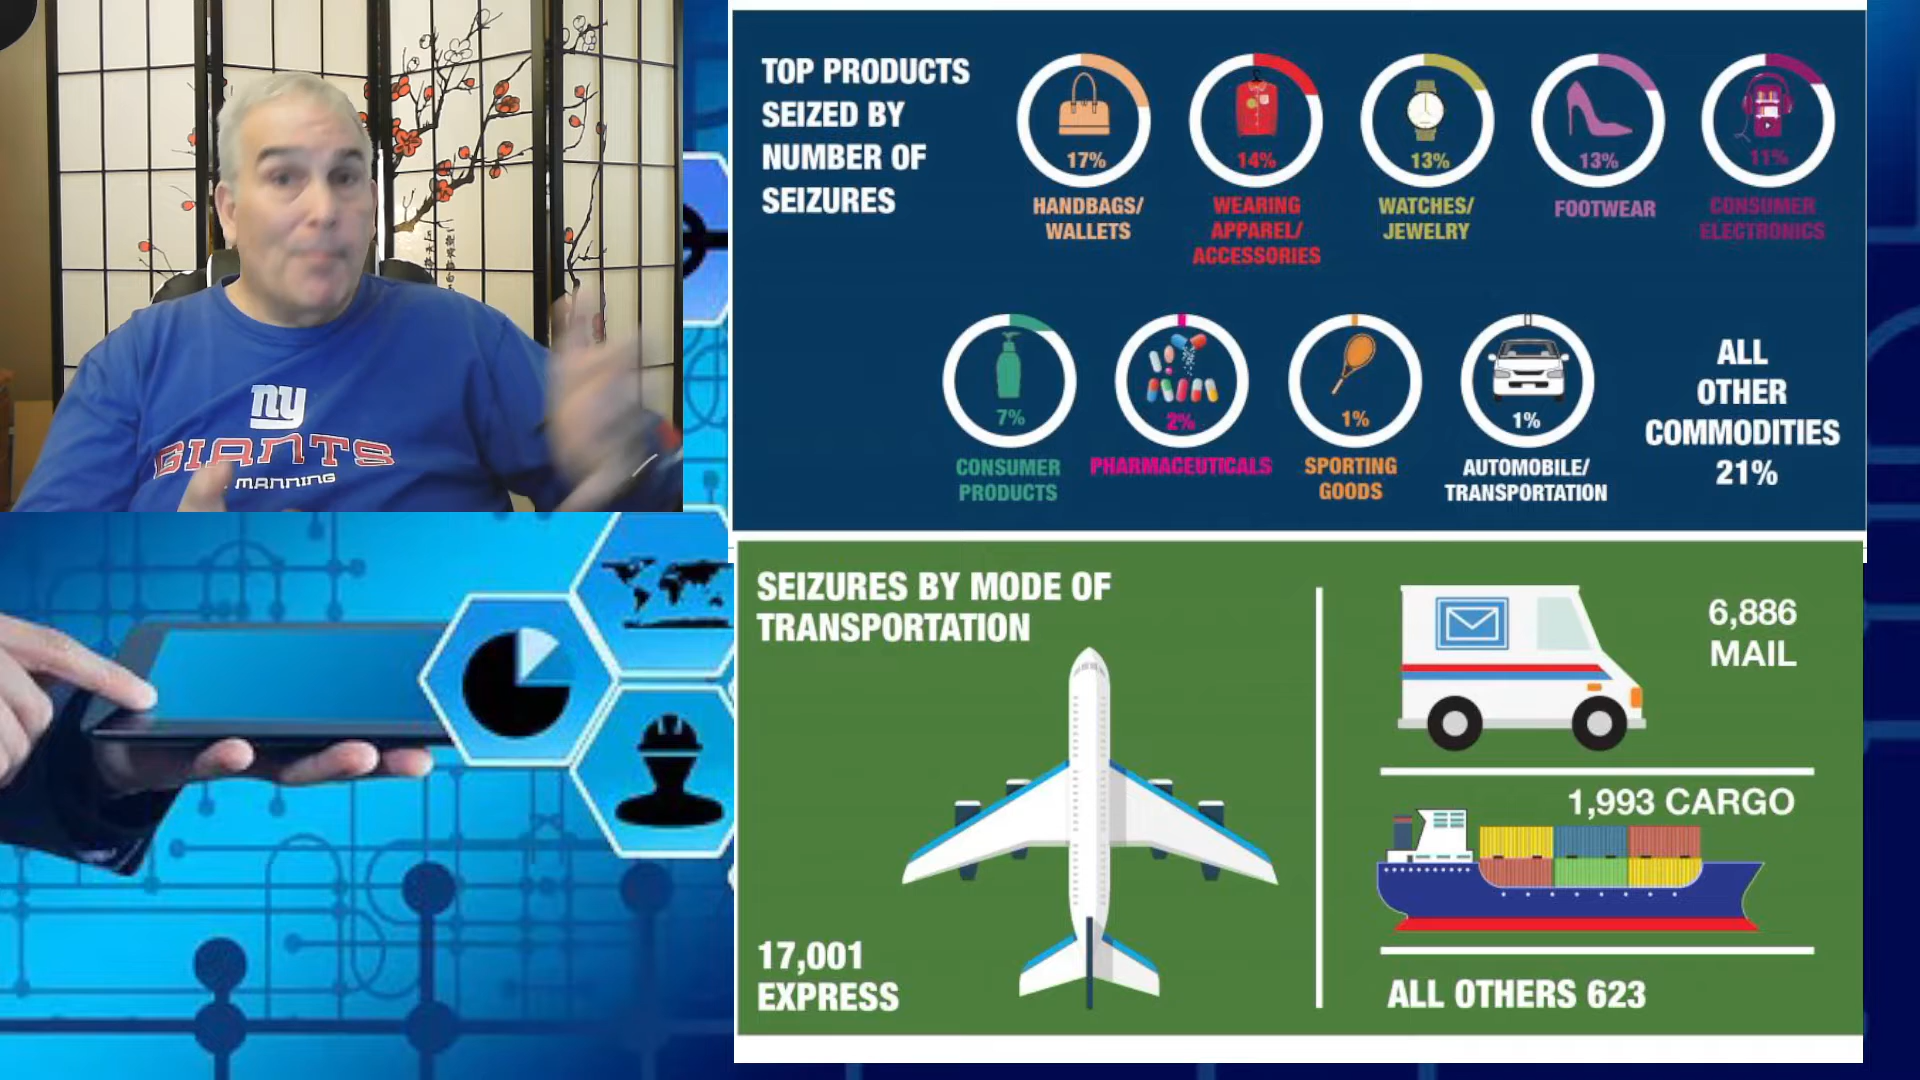 ny
GIANTS
MANNING
TOP PRODUCTS
SEIZED BY
NUMBER OF
SEIZURES
17%
HANDBAGS/
WALLETS
14%
WEARING
APPAREL/
ACCESSORIES
13%
WATCHES/
JEWELRY
13%
FOOTWEAR
11%
CONSUMER
ELECTRONICS
7%
CONSUMER
PRODUCTS
2%
PHARMACEUTICALS
1%
SPORTING
GOODS
1%
AUTOMOBILE/
TRANSPORTATION
ALL
OTHER
COMMODITIES
21%
SEIZURES BY MODE OF
TRANSPORTATION
17,001
EXPRESS
6,886
MAIL
1,993 CARGO
ALL OTHERS 623